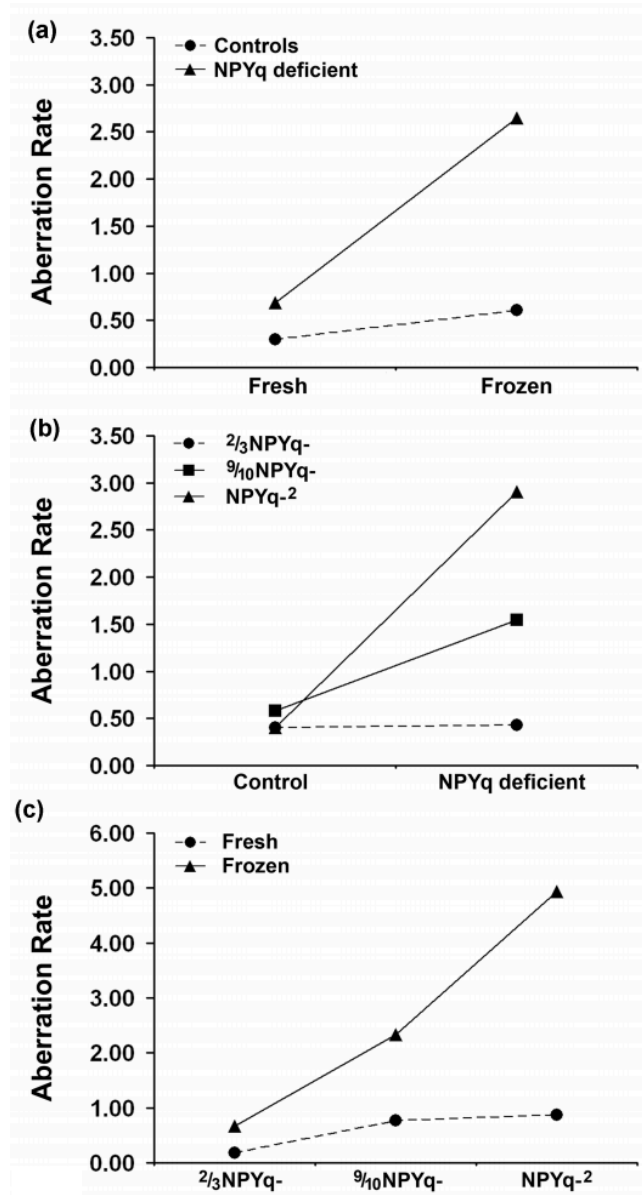 (a)
Aberration Rate
3.50
3.00
2.50
2.00
1.50
1.00
0.50
0.00
Controls
NPYq deficient
Fresh Frozen
(b)
Aberration Rate
3.50
3.00
2.50
2.00
1.50
1.00
0.50
0.00
2/3NPYq-
9/10NPYq-
NPYq-2
Control NPYq deficient
(c)
Aberration Rate
6.00
5.00
4.00
3.00
2.00
1.00
0.00
Fresh
Frozen
2/3NPYq- 9/10NPYq- NPYq-2